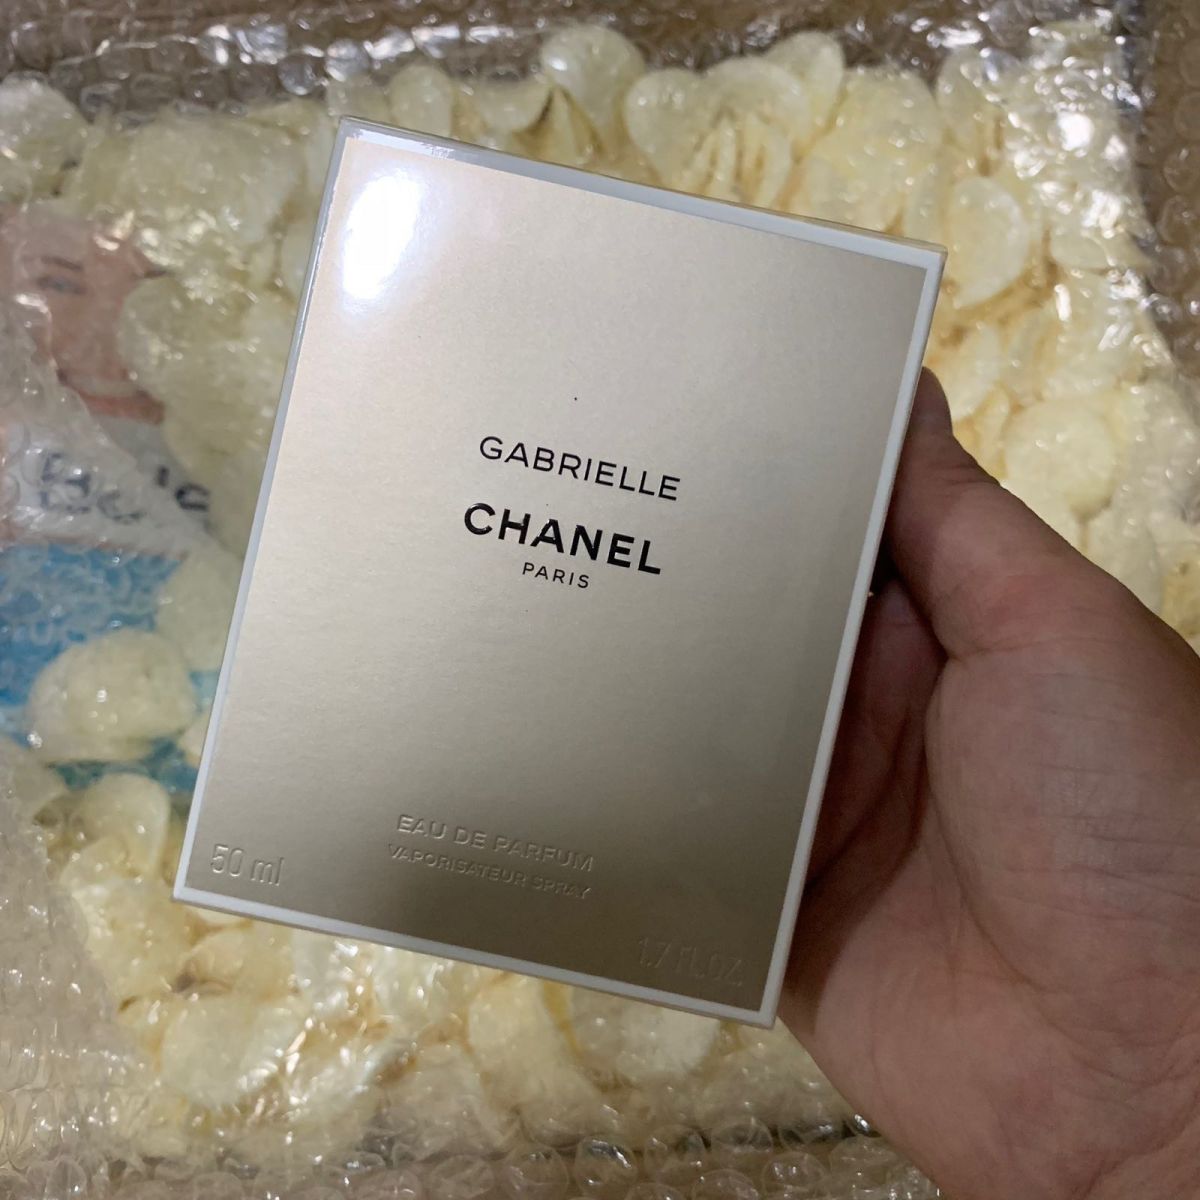 GABRIELLE
CHANEL
PARIS
EAU DE PARFUM
VAPORISATEUR SPRAY
50 ml
1.7 FL.OZ.